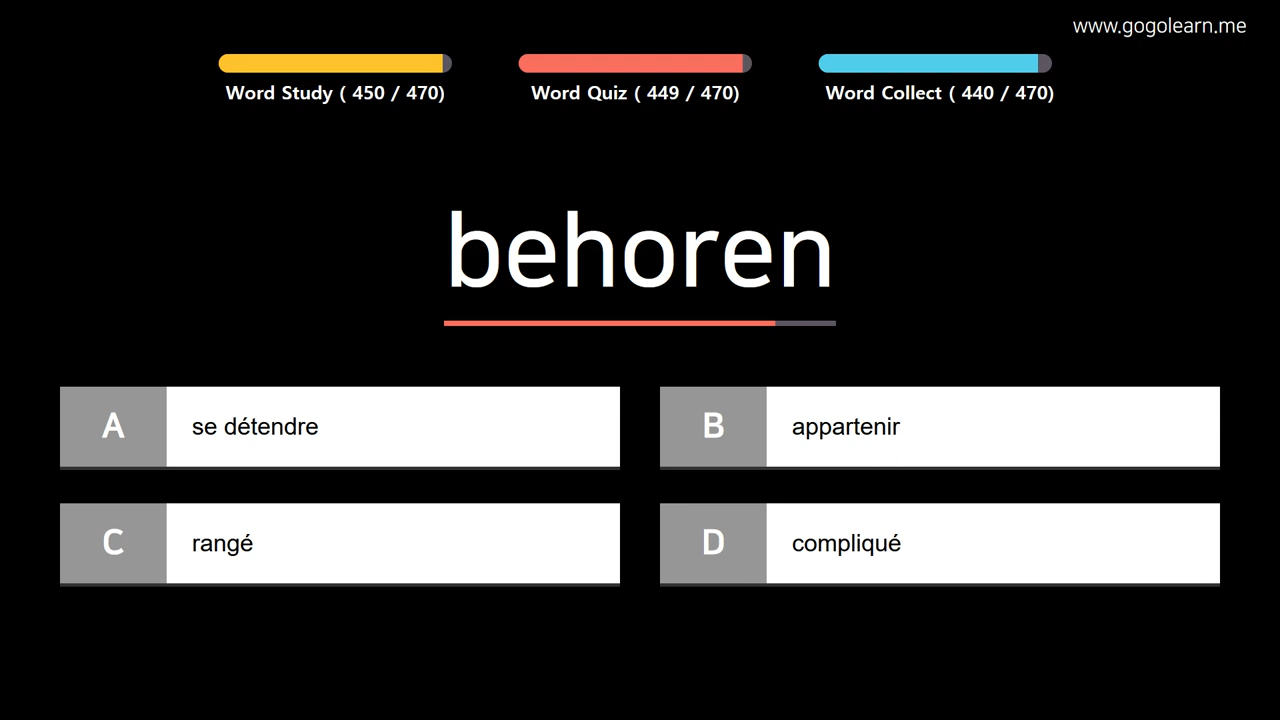 www.gogolearn.me
Word Study ( 450 / 470)
Word Quiz ( 449 / 470)
Word Collect ( 440 / 470)
behoren
A se détendre
B appartenir
C rangé
D compliqué